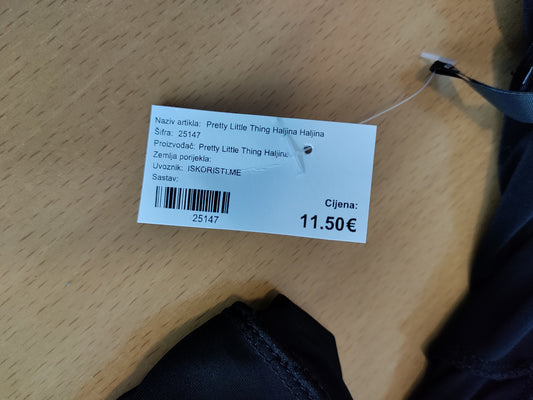 Naziv artikla: Pretty Little Thing Haljina Haljina
Šifra: 25147
Proizvođač: Pretty Little Thing Haljina
Zemlja porijekla:
Uvoznik: ISKORISTI.ME
Sastav:
25147
Cijena:
11.50€